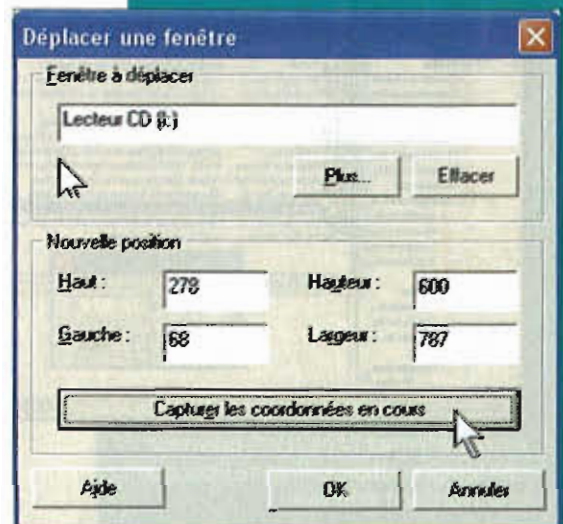 Déplacer une fenêtre
Fenêtre à déplacer
Lecteur CD (I:)
Plus... Effacer
Nouvelle position
Haut : 278 Hauteur : 600
Gauche : 68 Largeur : 787
Capturer les coordonnées en cours
Aide OK Annuler